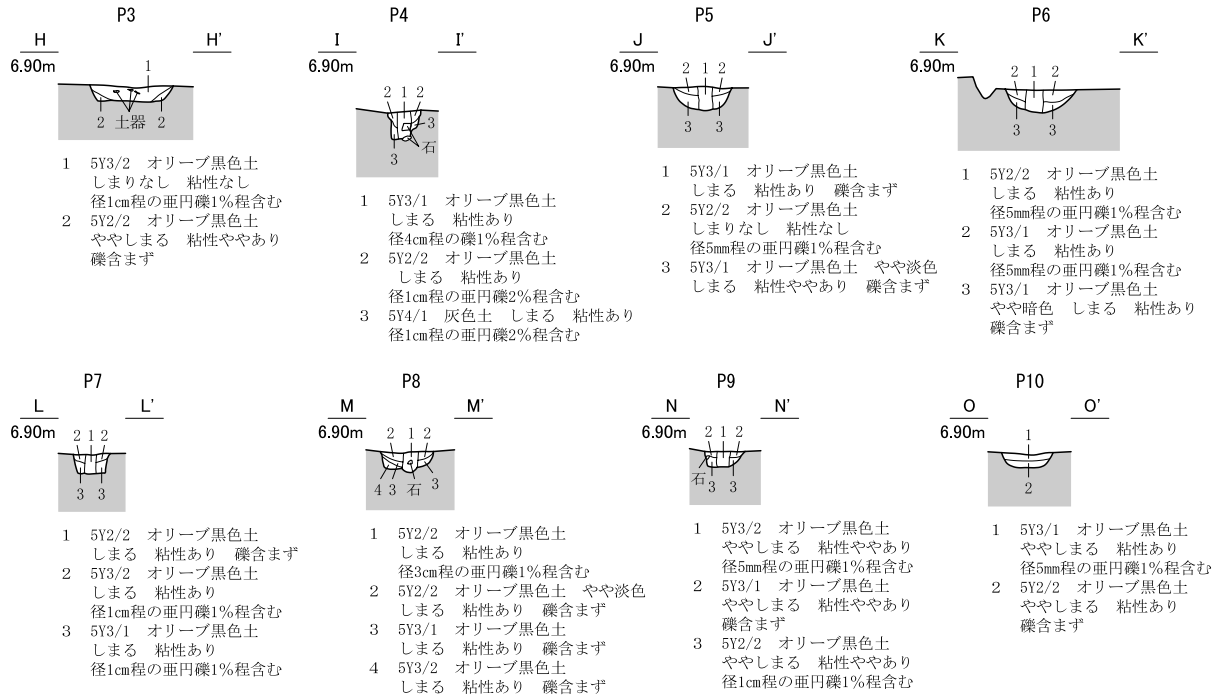 P3
H H'
6.90m
1
2 土器 2
1 5Y3/2 オリーブ黒色土
しまりなし 粘性なし
径1cm程の亜円礫1%程含む
2 5Y2/2 オリーブ黒色土
ややしまる 粘性ややあり
礫含まず
P4
I I'
6.90m
2 1 2
3
石
3
1 5Y3/1 オリーブ黒色土
しまる 粘性あり
径4cm程の礫1%程含む
2 5Y2/2 オリーブ黒色土
しまる 粘性あり
径1cm程の亜円礫2%程含む
3 5Y4/1 灰色土 しまる 粘性あり
径1cm程の亜円礫2%程含む
P5
J J'
6.90m
2 1 2
3 3
1 5Y3/1 オリーブ黒色土
しまる 粘性あり 礫含まず
2 5Y2/2 オリーブ黒色土
しまりなし 粘性なし
径5mm程の亜円礫1%程含む
3 5Y3/1 オリーブ黒色土 やや淡色
しまる 粘性ややあり 礫含まず
P6
K K'
6.90m
2 1 2
3 3
1 5Y2/2 オリーブ黒色土
しまる 粘性あり
径5mm程の亜円礫1%程含む
2 5Y3/1 オリーブ黒色土
しまる 粘性あり
径5mm程の亜円礫1%程含む
3 5Y3/1 オリーブ黒色土
やや暗色 しまる 粘性あり
礫含まず
P7
L L'
6.90m
2 1 2
3 3
1 5Y2/2 オリーブ黒色土
しまる 粘性あり 礫含まず
2 5Y3/2 オリーブ黒色土
しまる 粘性あり
径1cm程の亜円礫1%程含む
3 5Y3/1 オリーブ黒色土
しまる 粘性あり
径1cm程の亜円礫1%程含む
P8
M M'
6.90m
2 1 2
4 3 石 3
1 5Y2/2 オリーブ黒色土
しまる 粘性あり
径3cm程の亜円礫1%程含む
2 5Y2/2 オリーブ黒色土 やや淡色
しまる 粘性あり 礫含まず
3 5Y3/1 オリーブ黒色土
しまる 粘性あり 礫含まず
4 5Y3/2 オリーブ黒色土
しまる 粘性あり 礫含まず
P9
N N'
6.90m
2 1 2
石 3 3
1 5Y3/2 オリーブ黒色土
ややしまる 粘性ややあり
径5mm程の亜円礫1%程含む
2 5Y3/1 オリーブ黒色土
ややしまる 粘性ややあり
礫含まず
3 5Y2/2 オリーブ黒色土
ややしまる 粘性ややあり
径1cm程の亜円礫1%程含む
P10
O O'
6.90m
1
2
1 5Y3/1 オリーブ黒色土
ややしまる 粘性あり
径5mm程の亜円礫1%程含む
2 5Y2/2 オリーブ黒色土
ややしまる 粘性あり
礫含まず